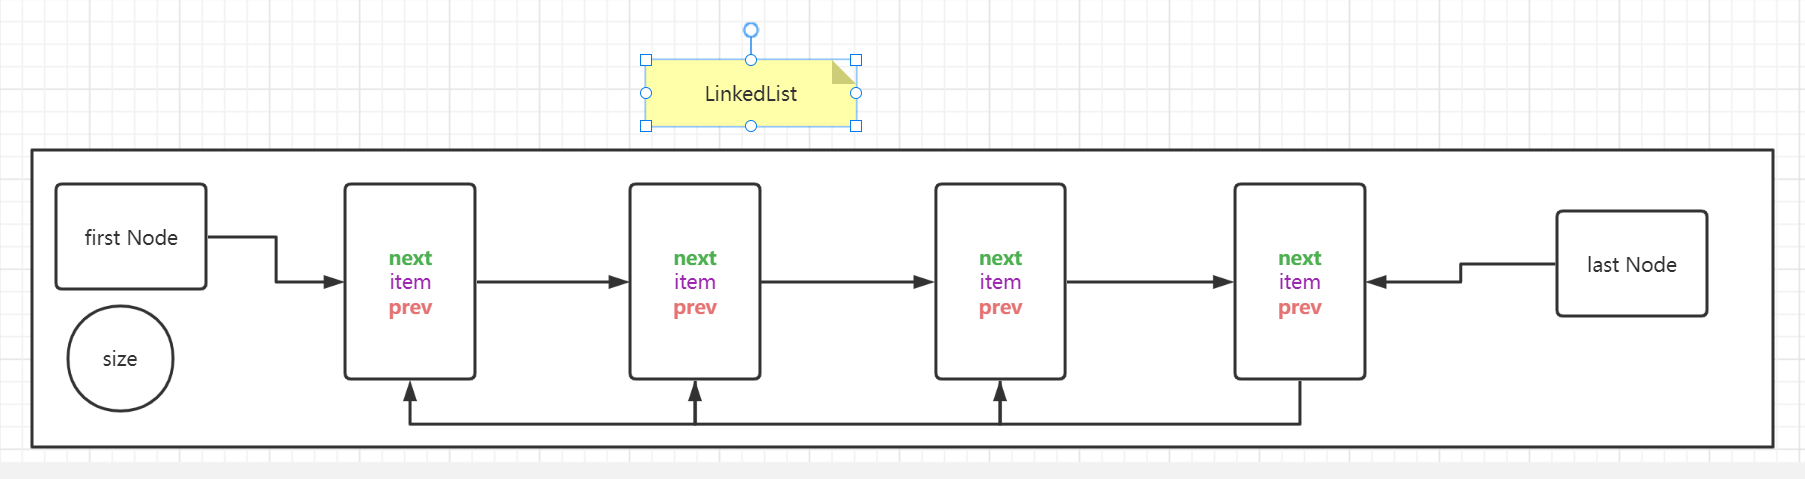 LinkedList
first Node
size
next
item
prev
next
item
prev
next
item
prev
next
item
prev
last Node